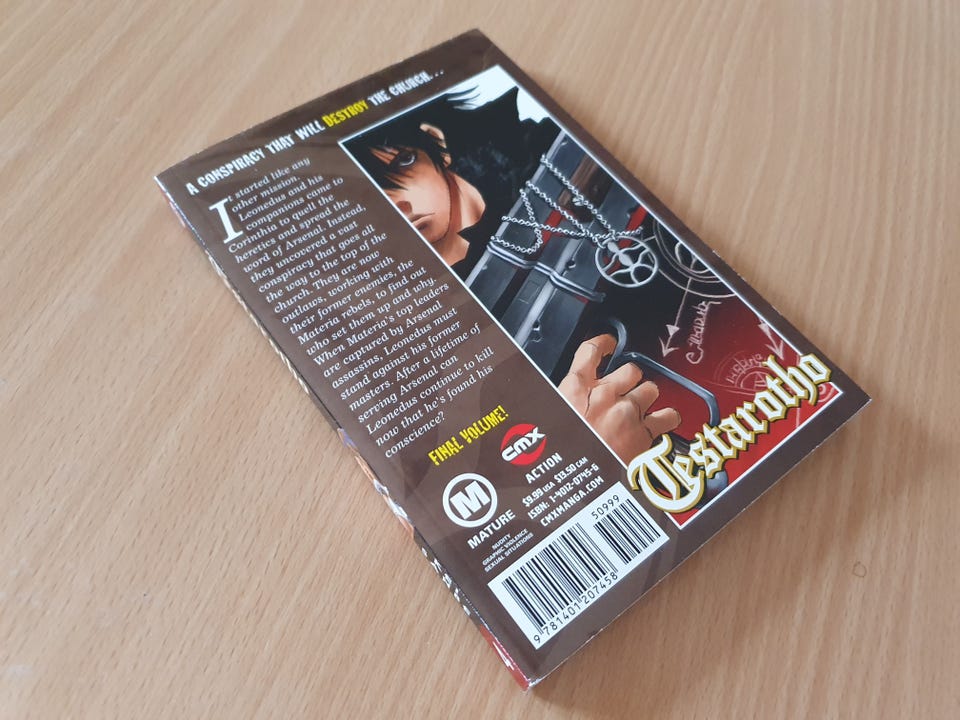 A CONSPIRACY THAT WILL DESTROY THE CHURCH...
It started like any
other mission.
Leonedus and his
companions came to
Corinthia to quell the
heretics and spread the
word of Arsenal. Instead,
they uncovered a vast
conspiracy that goes all
the way to the top of the
church. They are now
outlaws, working with
their former enemies, the
Materia rebels, to find out
who set them up and why.
When Materia's top leaders
are captured by Arsenal
assassins, Leonedus must
stand against his former
masters. After a lifetime of
serving Arsenal can
Leonedus continue to kill
now that he's found his
conscience?
FINAL VOLUME!
M
MATURE
NUDITY
GRAPHIC VIOLENCE
SEXUAL SITUATIONS
CMX
ACTION
$9.99 USA $13.50 CAN
ISBN: 1-4012-0745-6
CMXMANGA.COM
50999
9 781401 207458
Testarotho